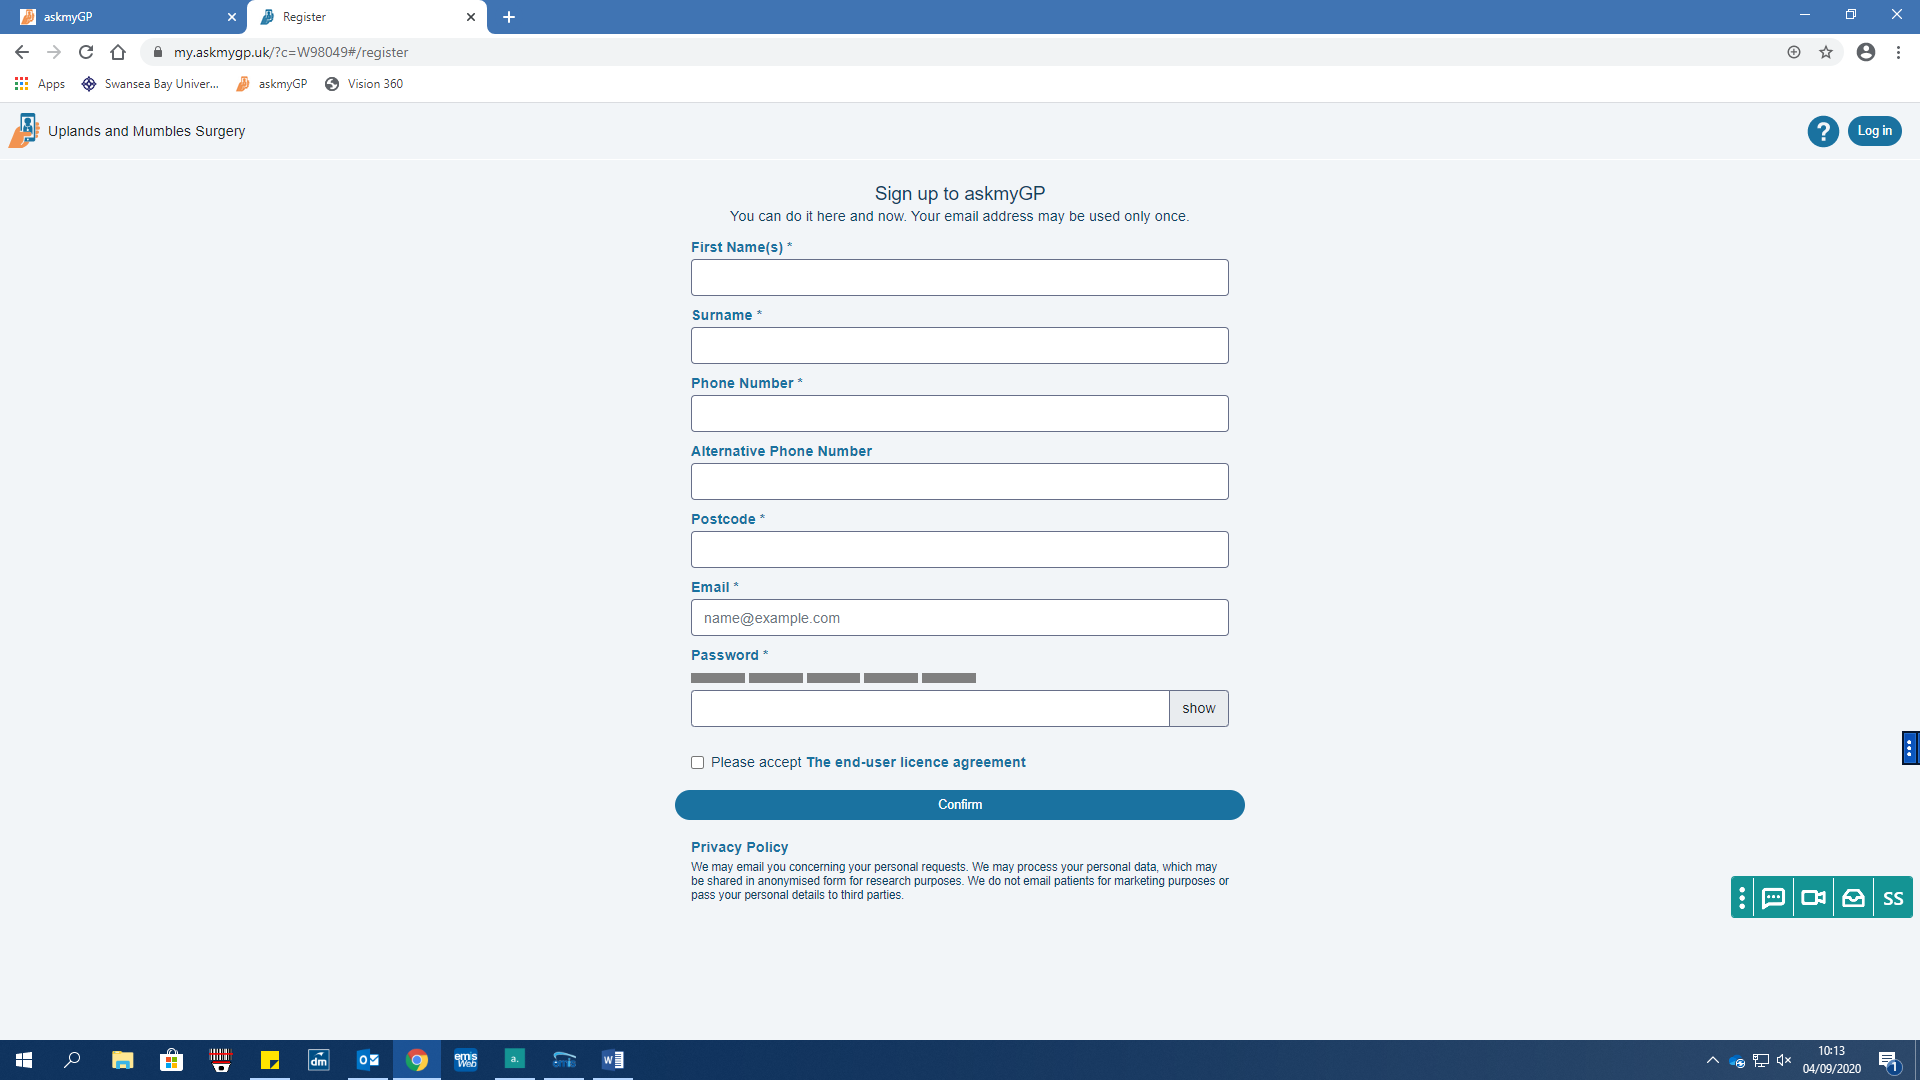 askmyGP
Register
my.askmygp.uk/?c=W98049#/register
Apps
Swansea Bay Univer...
askmyGP
Vision 360
Uplands and Mumbles Surgery
?
Log in
Sign up to askmyGP
You can do it here and now. Your email address may be used only once.
First Name(s) *
Surname *
Phone Number *
Alternative Phone Number
Postcode *
Email *
name@example.com
Password *
show
Please accept The end-user licence agreement
Confirm
Privacy Policy
We may email you concerning your personal requests. We may process your personal data, which may
be shared in anonymised form for research purposes. We do not email patients for marketing purposes or
pass your personal details to third parties.
SS
dm
emis
Web
a.
10:13
04/09/2020
1